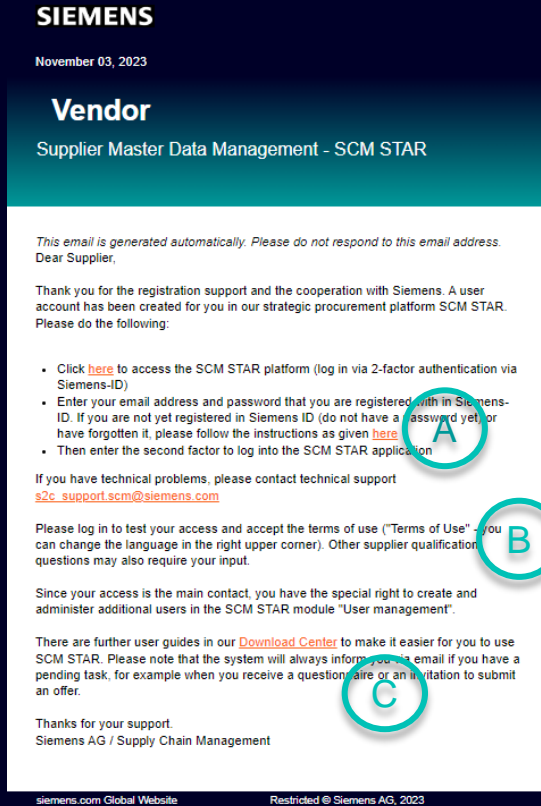 SIEMENS
November 03, 2023
Vendor
Supplier Master Data Management - SCM STAR
This email is generated automatically. Please do not respond to this email address.
Dear Supplier,
Thank you for the registration support and the cooperation with Siemens. A user
account has been created for you in our strategic procurement platform SCM STAR.
Please do the following:
• Click here to access the SCM STAR platform (log in via 2-factor authentication via
Siemens-ID)
• Enter your email address and password that you are registered with in Siemens-
ID. If you are not yet registered in Siemens ID (do not have a password yet) or
have forgotten it, please follow the instructions as given here
A
• Then enter the second factor to log into the SCM STAR application
If you have technical problems, please contact technical support
s2c_support.scm@siemens.com
Please log in to test your access and accept the terms of use ("Terms of Use" - you
can change the language in the right upper corner). Other supplier qualification
B
questions may also require your input.
Since your access is the main contact, you have the special right to create and
administer additional users in the SCM STAR module "User management".
There are further user guides in our Download Center to make it easier for you to use
SCM STAR. Please note that the system will always inform you via email if you have a
pending task, for example when you receive a questionnaire or an invitation to submit
C
an offer.
Thanks for your support.
Siemens AG / Supply Chain Management
siemens.com Global Website Restricted © Siemens AG, 2023